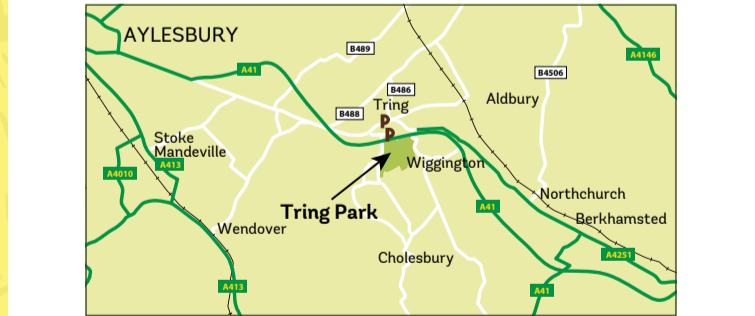 AYLESBURY
B489
A4146
A41
B4506
B486
Aldbury
Tring
B488
P
P
Stoke
Mandeville
A413
Wiggington
A4010
Northchurch
Tring Park
A41
Berkhamsted
Wendover
Cholesbury
A4251
A413
A41